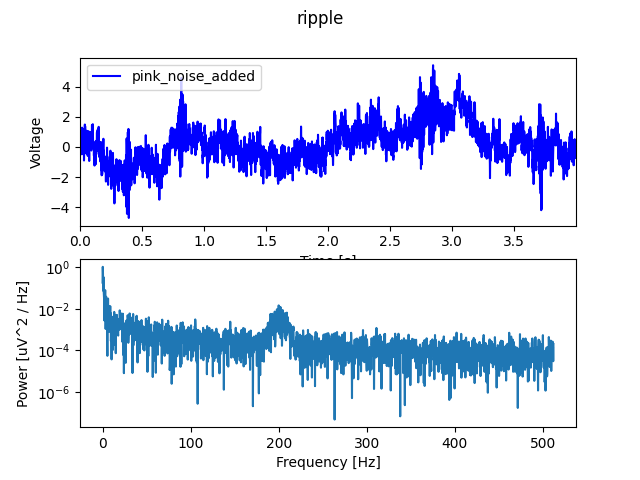 ripple
pink_noise_added
Voltage
4
2
0
−2
−4
0.0 0.5 1.0 1.5 2.0 2.5 3.0 3.5
Time [s]
Power [uV^2 / Hz]
10^0
10^−2
10^−4
10^−6
0 100 200 300 400 500
Frequency [Hz]